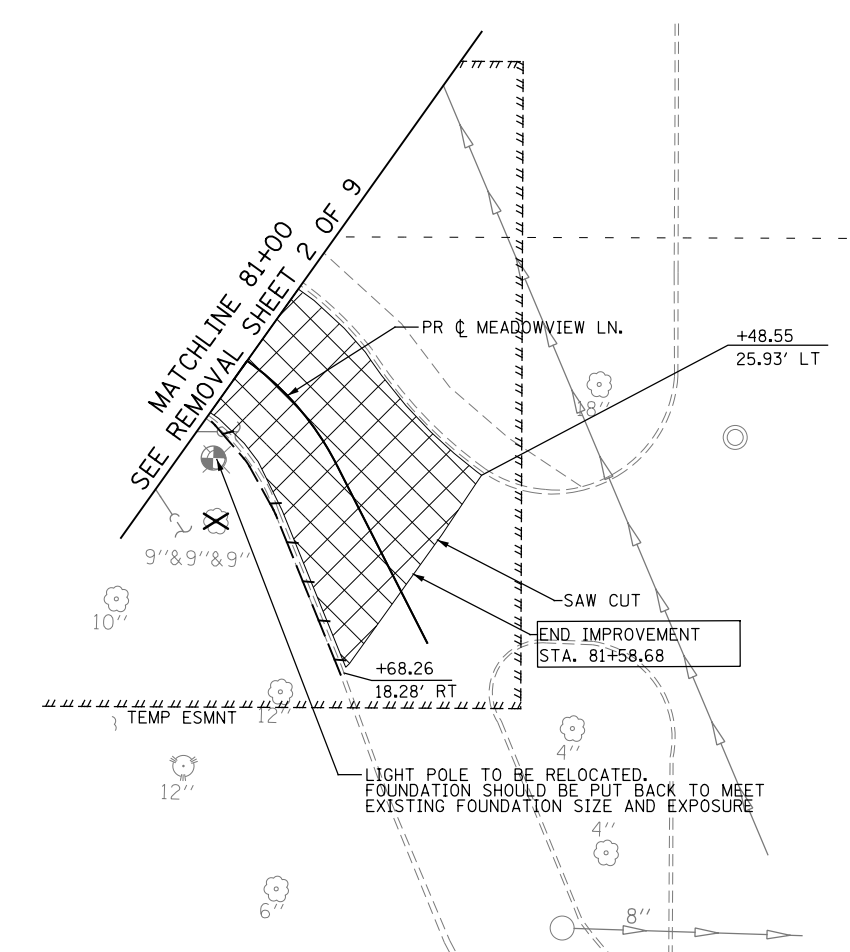 MATCHLINE 81+00
SEE REMOVAL SHEET 2 OF 9
PR ℄ MEADOWVIEW LN.
+48.55
25.93' LT
8''
9''&9''&9''
10''
SAW CUT
END IMPROVEMENT
STA. 81+58.68
+68.26
18.28' RT
12''
TEMP ESMNT
4''
12''
LIGHT POLE TO BE RELOCATED.
FOUNDATION SHOULD BE PUT BACK TO MEET
EXISTING FOUNDATION SIZE AND EXPOSURE
4''
6''
8''